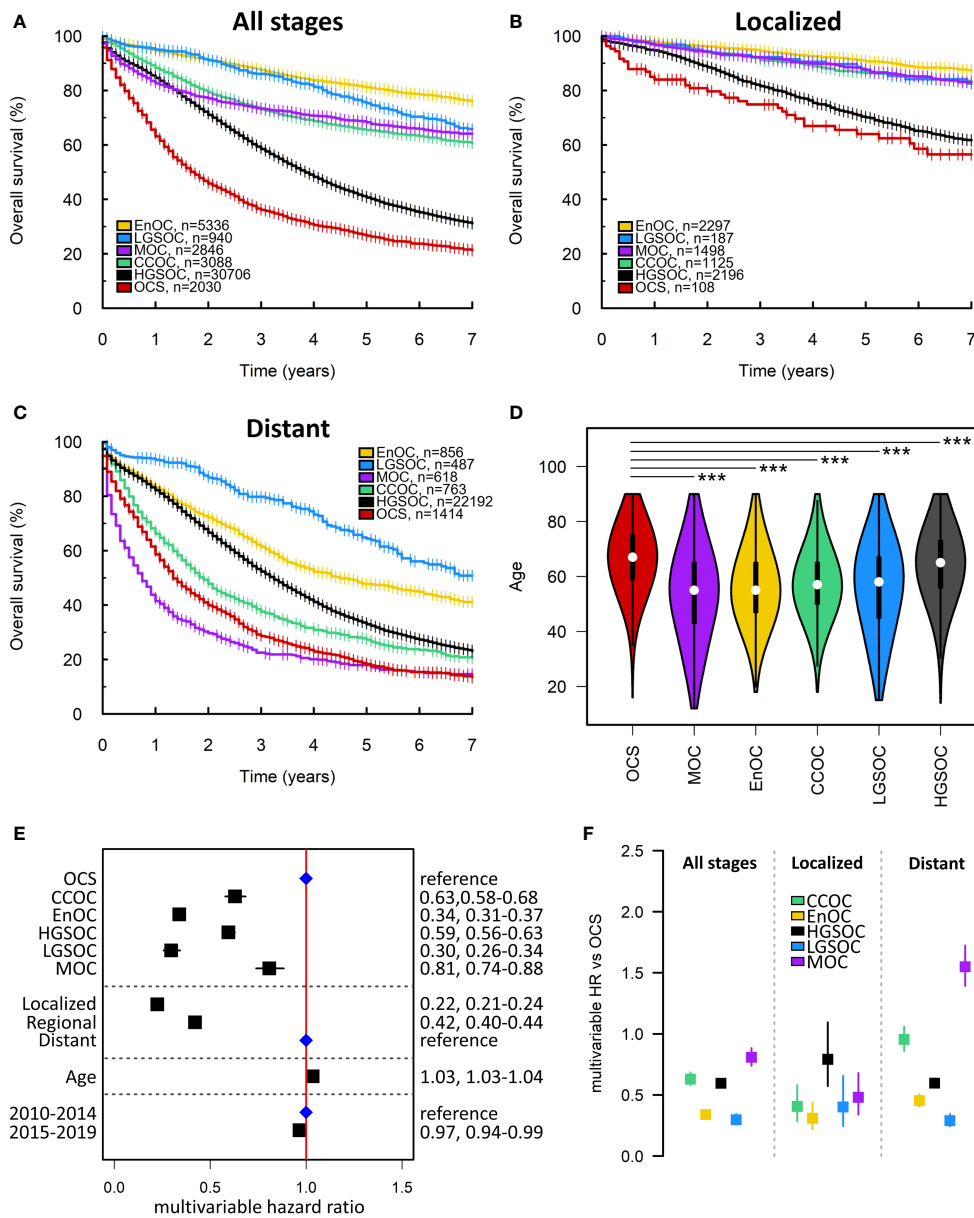 A
All stages
Overall survival (%)
100
80
60
40
20
0
EnOC, n=5336
LGSOC, n=940
MOC, n=2846
CCOC, n=3088
HGSOC, n=30706
OCS, n=2030
0 1 2 3 4 5 6 7
Time (years)
B
Localized
Overall survival (%)
100
80
60
40
20
0
EnOC, n=2297
LGSOC, n=187
MOC, n=1498
CCOC, n=1125
HGSOC, n=2196
OCS, n=108
0 1 2 3 4 5 6 7
Time (years)
C
Distant
Overall survival (%)
100
80
60
40
20
0
EnOC, n=856
LGSOC, n=487
MOC, n=618
CCOC, n=763
HGSOC, n=22192
OCS, n=1414
0 1 2 3 4 5 6 7
Time (years)
D
Age
100
80
60
40
20
***
***
***
***
***
OCS
MOC
EnOC
CCOC
LGSOC
HGSOC
E
OCS reference
CCOC 0.63,0.58-0.68
EnOC 0.34, 0.31-0.37
HGSOC 0.59, 0.56-0.63
LGSOC 0.30, 0.26-0.34
MOC 0.81, 0.74-0.88
Localized 0.22, 0.21-0.24
Regional 0.42, 0.40-0.44
Distant reference
Age 1.03, 1.03-1.04
2010-2014 reference
2015-2019 0.97, 0.94-0.99
0.0 0.5 1.0 1.5
multivariable hazard ratio
F
multivariable HR vs OCS
2.5
2.0
1.5
1.0
0.5
0.0
All stages
Localized
Distant
CCOC
EnOC
HGSOC
LGSOC
MOC